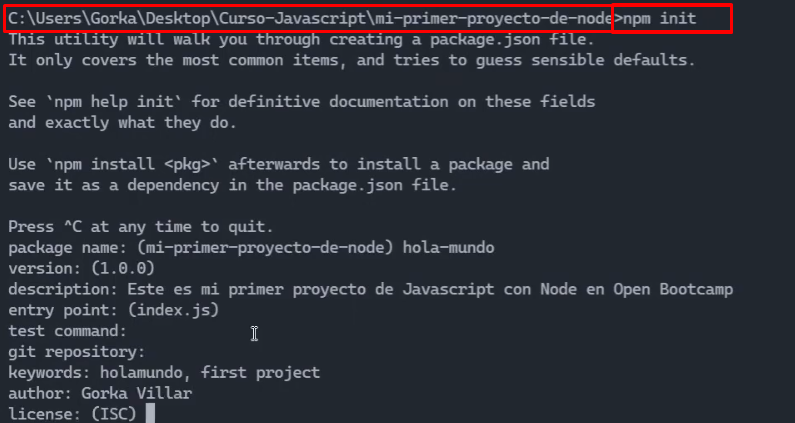 C:\Users\Gorka\Desktop\Curso-Javascript\mi-primer-proyecto-de-node>npm init
This utility will walk you through creating a package.json file.
It only covers the most common items, and tries to guess sensible defaults.
See `npm help init` for definitive documentation on these fields
and exactly what they do.
Use `npm install <pkg>` afterwards to install a package and
save it as a dependency in the package.json file.
Press ^C at any time to quit.
package name: (mi-primer-proyecto-de-node) hola-mundo
version: (1.0.0)
description: Este es mi primer proyecto de Javascript con Node en Open Bootcamp
entry point: (index.js)
test command:
git repository:
keywords: holamundo, first project
author: Gorka Villar
license: (ISC)